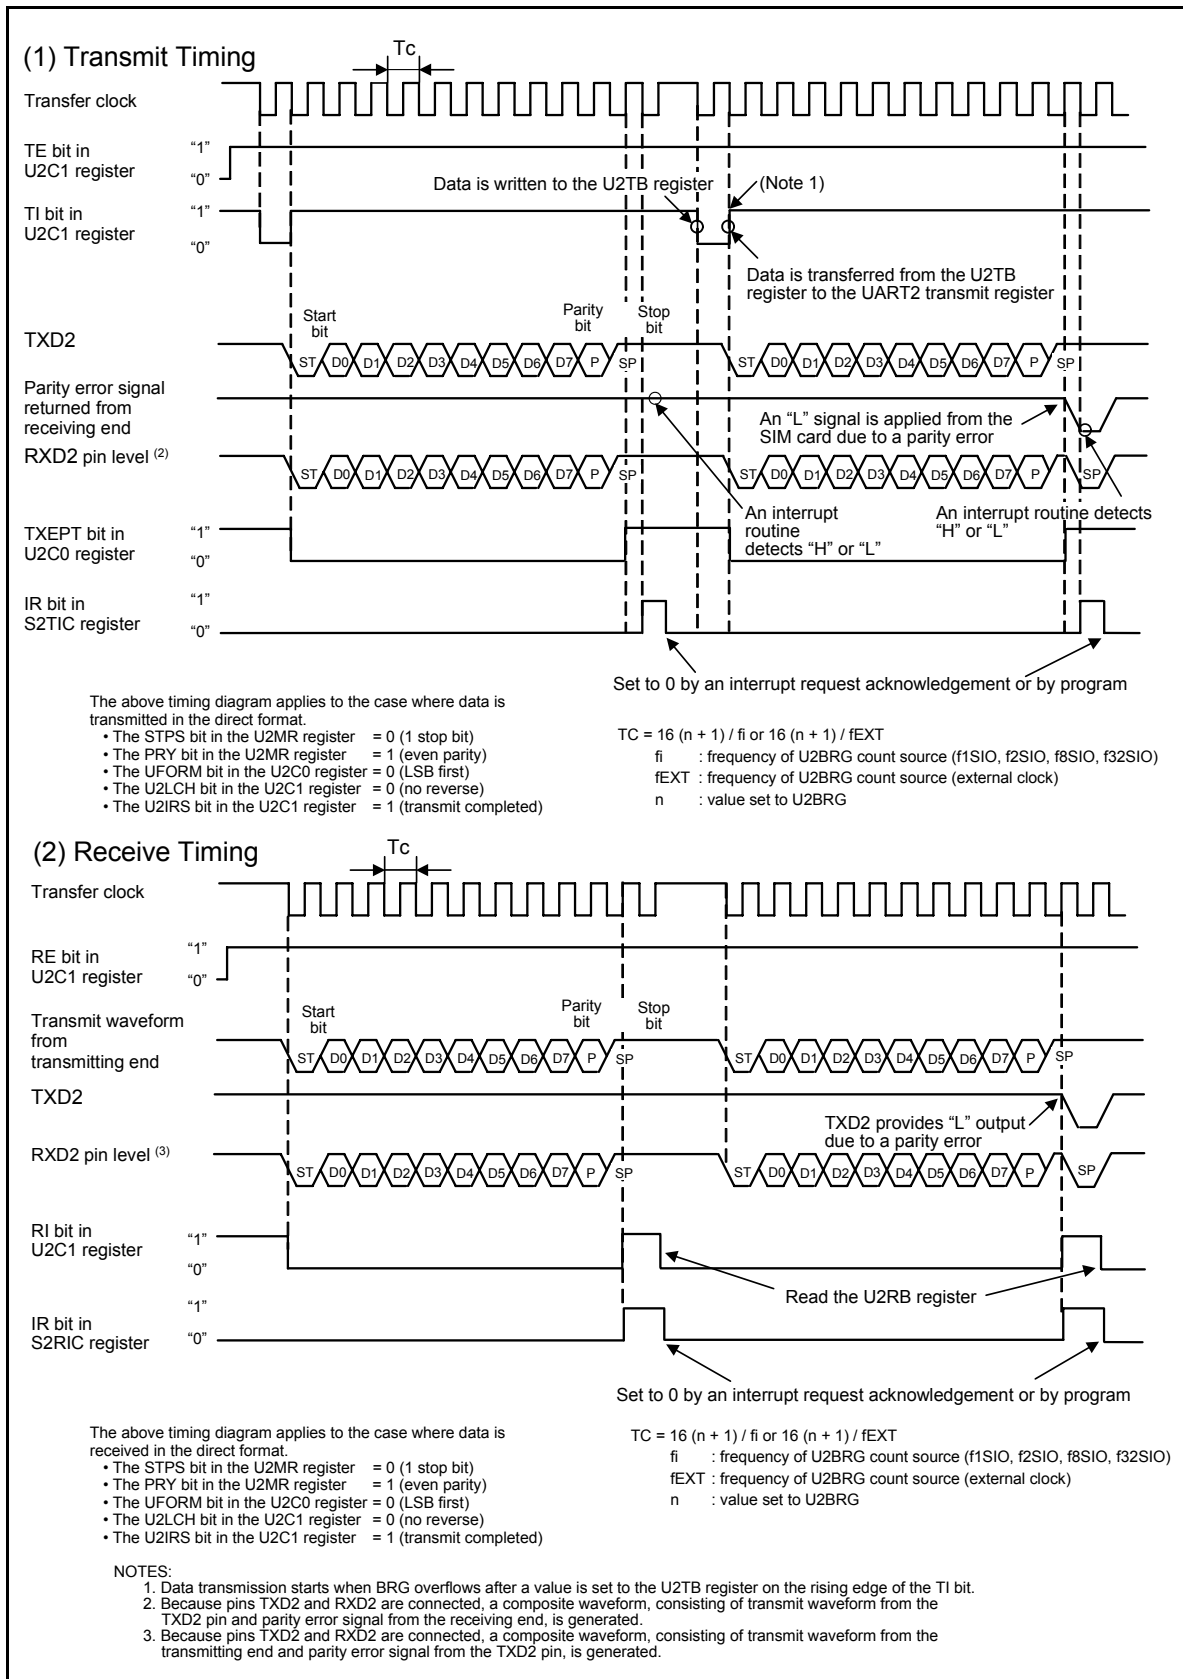 (1) Transmit Timing
Tc
Transfer clock
TE bit in
U2C1 register
“1”
“0”
Data is written to the U2TB register
(Note 1)
TI bit in
U2C1 register
“1”
“0”
Data is transferred from the U2TB
register to the UART2 transmit register
Start
bit
Parity
bit
Stop
bit
TXD2
ST D0 D1 D2 D3 D4 D5 D6 D7 P SP
ST D0 D1 D2 D3 D4 D5 D6 D7 P SP
Parity error signal
returned from
receiving end
An “L” signal is applied from the
SIM card due to a parity error
RXD2 pin level (2)
ST D0 D1 D2 D3 D4 D5 D6 D7 P SP
ST D0 D1 D2 D3 D4 D5 D6 D7 P SP
An interrupt
routine
detects “H” or “L”
An interrupt routine detects
“H” or “L”
TXEPT bit in
U2C0 register
“1”
“0”
IR bit in
S2TIC register
“1”
“0”
Set to 0 by an interrupt request acknowledgement or by program
The above timing diagram applies to the case where data is
transmitted in the direct format.
• The STPS bit in the U2MR register = 0 (1 stop bit)
• The PRY bit in the U2MR register = 1 (even parity)
• The UFORM bit in the U2C0 register = 0 (LSB first)
• The U2LCH bit in the U2C1 register = 0 (no reverse)
• The U2IRS bit in the U2C1 register = 1 (transmit completed)
TC = 16 (n + 1) / fi or 16 (n + 1) / fEXT
fi : frequency of U2BRG count source (f1SIO, f2SIO, f8SIO, f32SIO)
fEXT : frequency of U2BRG count source (external clock)
n : value set to U2BRG
(2) Receive Timing
Tc
Transfer clock
RE bit in
U2C1 register
“1”
“0”
Start
bit
Parity
bit
Stop
bit
Transmit waveform
from
transmitting end
ST D0 D1 D2 D3 D4 D5 D6 D7 P SP
ST D0 D1 D2 D3 D4 D5 D6 D7 P SP
TXD2
TXD2 provides “L” output
due to a parity error
RXD2 pin level (3)
ST D0 D1 D2 D3 D4 D5 D6 D7 P SP
ST D0 D1 D2 D3 D4 D5 D6 D7 P SP
RI bit in
U2C1 register
“1”
“0”
Read the U2RB register
IR bit in
S2RIC register
“1”
“0”
Set to 0 by an interrupt request acknowledgement or by program
The above timing diagram applies to the case where data is
received in the direct format.
• The STPS bit in the U2MR register = 0 (1 stop bit)
• The PRY bit in the U2MR register = 1 (even parity)
• The UFORM bit in the U2C0 register = 0 (LSB first)
• The U2LCH bit in the U2C1 register = 0 (no reverse)
• The U2IRS bit in the U2C1 register = 1 (transmit completed)
TC = 16 (n + 1) / fi or 16 (n + 1) / fEXT
fi : frequency of U2BRG count source (f1SIO, f2SIO, f8SIO, f32SIO)
fEXT : frequency of U2BRG count source (external clock)
n : value set to U2BRG
NOTES:
1. Data transmission starts when BRG overflows after a value is set to the U2TB register on the rising edge of the TI bit.
2. Because pins TXD2 and RXD2 are connected, a composite waveform, consisting of transmit waveform from the
TXD2 pin and parity error signal from the receiving end, is generated.
3. Because pins TXD2 and RXD2 are connected, a composite waveform, consisting of transmit waveform from the
transmitting end and parity error signal from the TXD2 pin, is generated.